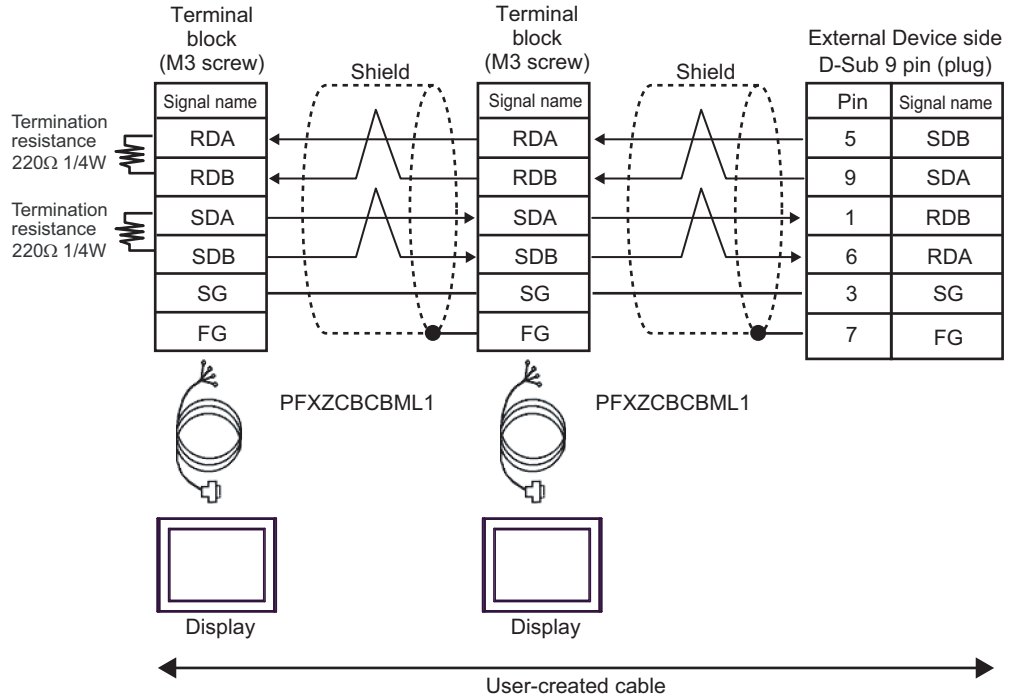 Terminal
block
(M3 screw)
Terminal
block
(M3 screw)
External Device side
D-Sub 9 pin (plug)
Shield
Shield
Signal name
Signal name
Pin Signal name
Termination
resistance
220Ω 1/4W
RDA
RDA
5 SDB
RDB
RDB
9 SDA
Termination
resistance
220Ω 1/4W
SDA
SDA
1 RDB
SDB
SDB
6 RDA
SG
SG
3 SG
FG
FG
7 FG
PFXZCBCBML1
PFXZCBCBML1
Display
Display
User-created cable